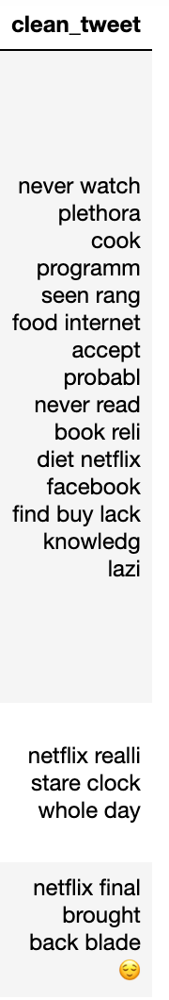 clean_tweet
never watch
plethora
cook
programm
seen rang
food internet
accept
probabl
never read
book reli
diet netflix
facebook
find buy lack
knowledg
lazi
netflix realli
stare clock
whole day
netflix final
brought
back blade
😌